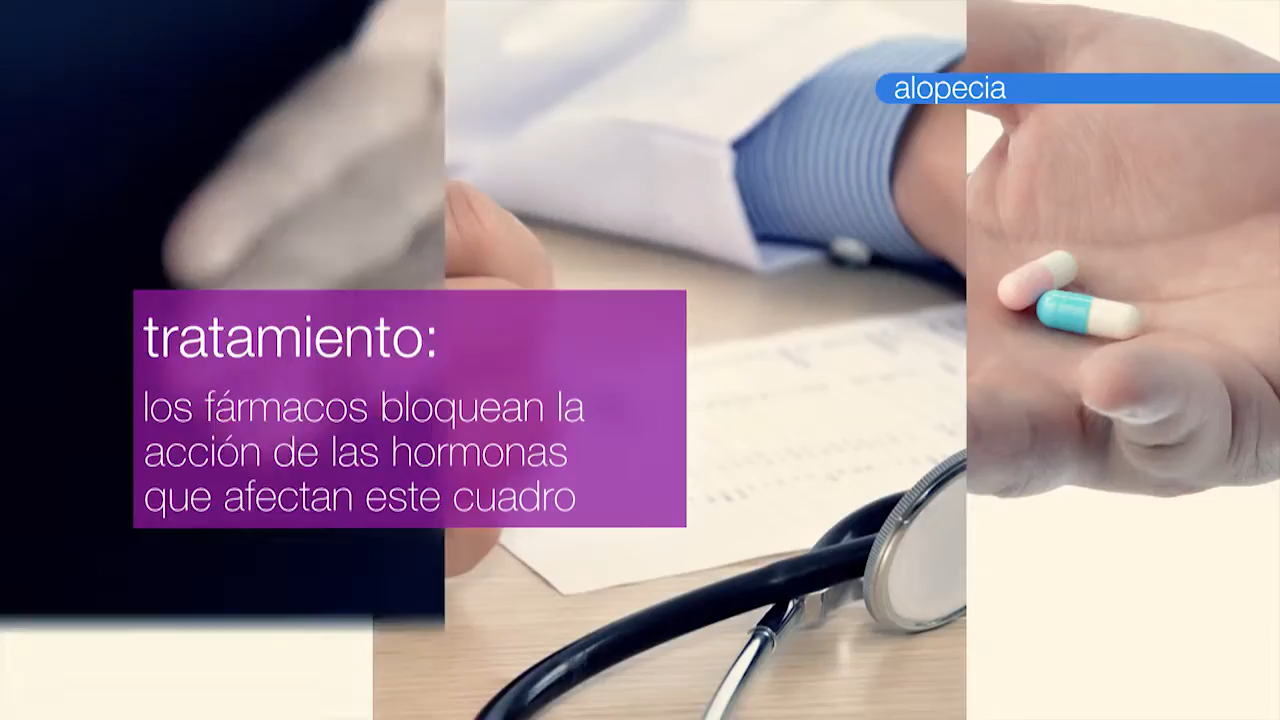 alopecia
tratamiento:
los fármacos bloquean la
acción de las hormonas
que afectan este cuadro